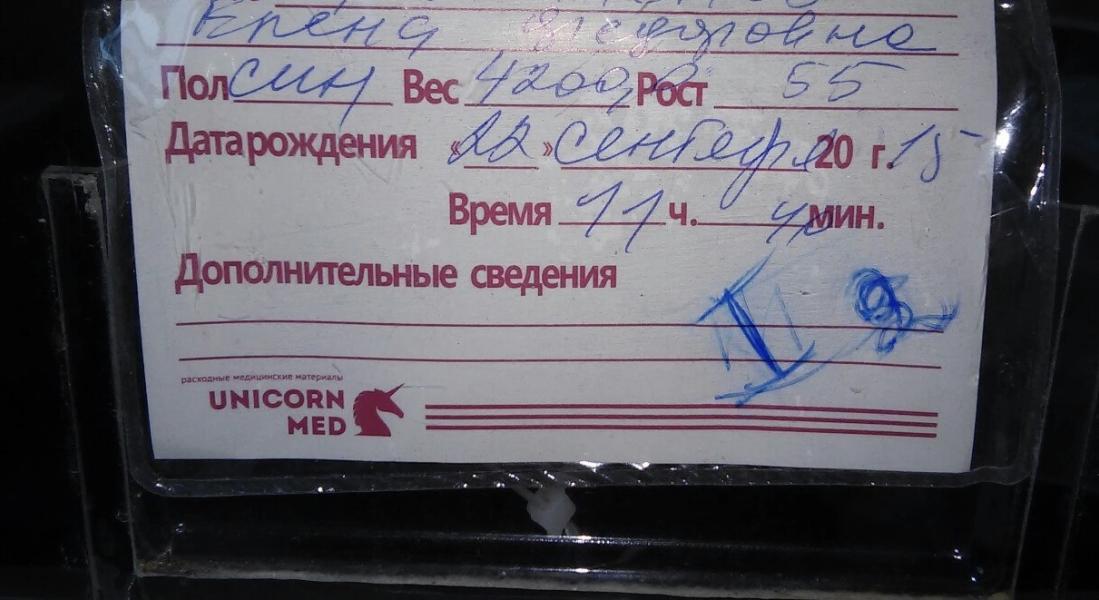 Елена Федоровна
Пол син Вес 4200 Рост 55
Дата рождения «22» сентября 20 г. 15
Время 11 ч. 40 мин.
Дополнительные сведения
расходные медицинские материалы
UNICORN
MED